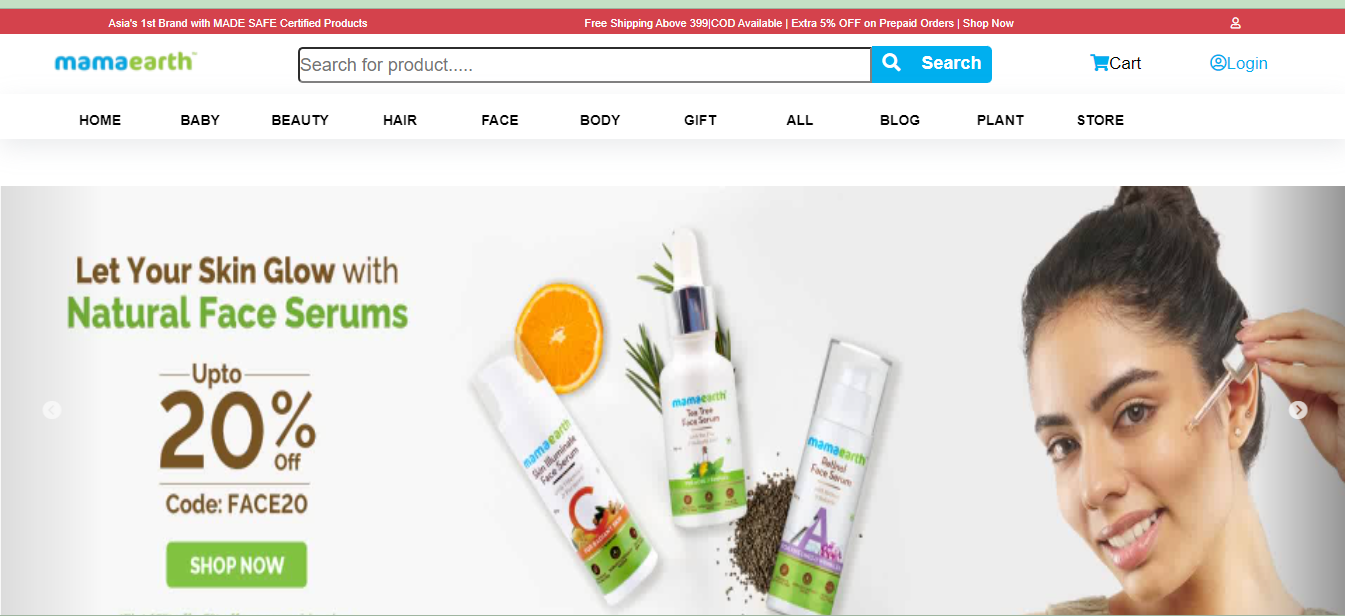 Asia's 1st Brand with MADE SAFE Certified Products
Free Shipping Above 399|COD Available | Extra 5% OFF on Prepaid Orders | Shop Now
mamaearth™
Search for product.....
Search
Cart
Login
HOME
BABY
BEAUTY
HAIR
FACE
BODY
GIFT
ALL
BLOG
PLANT
STORE
Let Your Skin Glow with
Natural Face Serums
Upto
20%
Off
Code: FACE20
SHOP NOW
mamaearth
Skin Illuminate
Face Serum
C
mamaearth
Tea Tree
Face Serum
mamaearth
Retinol
Face Serum
A